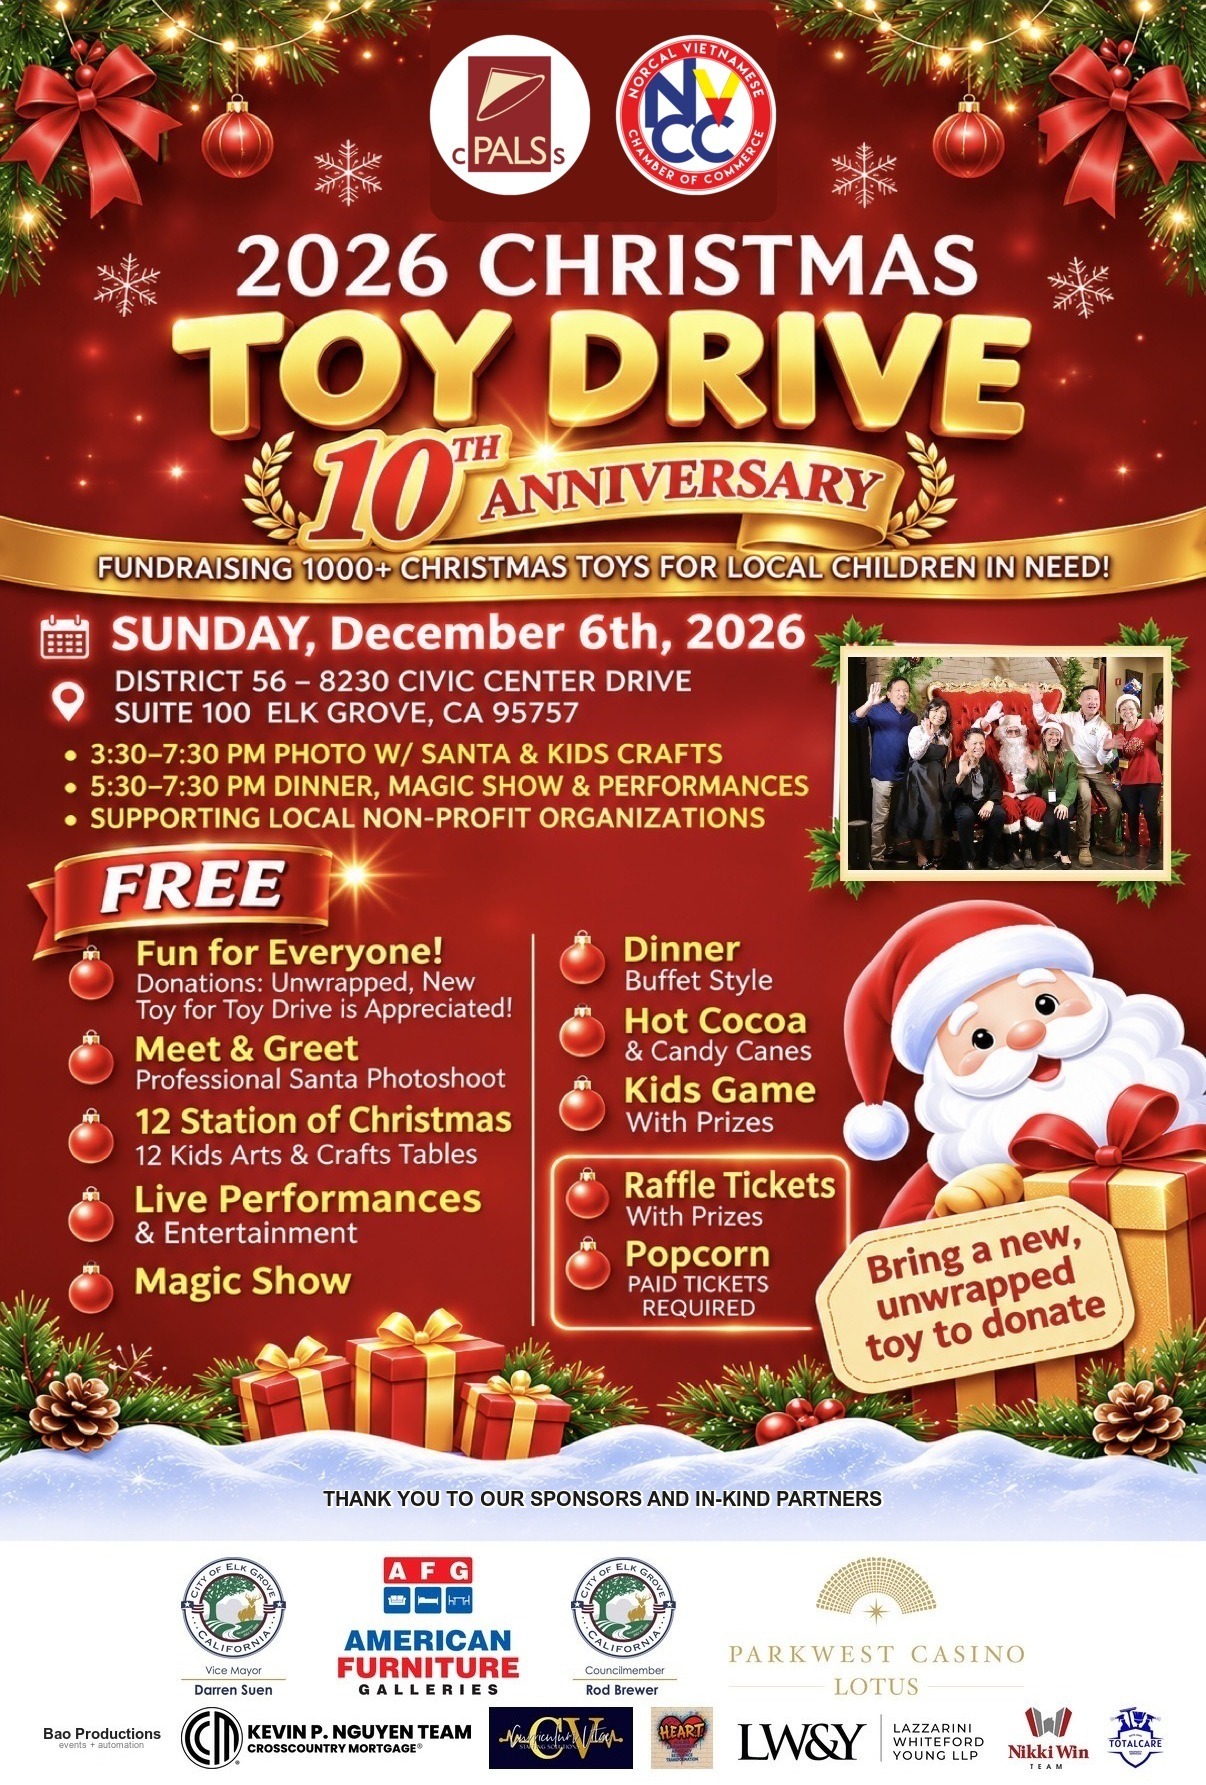 C PALS S
NORCAL VIETNAMESE
NVCC
CHAMBER OF COMMERCE
2026 CHRISTMAS
TOY DRIVE
10TH ANNIVERSARY
FUNDRAISING 1000+ CHRISTMAS TOYS FOR LOCAL CHILDREN IN NEED!
SUNDAY, December 6th, 2026
DISTRICT 56 – 8230 CIVIC CENTER DRIVE
SUITE 100 ELK GROVE, CA 95757
• 3:30–7:30 PM PHOTO W/ SANTA & KIDS CRAFTS
• 5:30–7:30 PM DINNER, MAGIC SHOW & PERFORMANCES
• SUPPORTING LOCAL NON-PROFIT ORGANIZATIONS
FREE
Fun for Everyone!
Donations: Unwrapped, New
Toy for Toy Drive is Appreciated!
Meet & Greet
Professional Santa Photoshoot
12 Station of Christmas
12 Kids Arts & Crafts Tables
Live Performances
& Entertainment
Magic Show
Dinner
Buffet Style
Hot Cocoa
& Candy Canes
Kids Game
With Prizes
Raffle Tickets
With Prizes
Popcorn
PAID TICKETS
REQUIRED
Bring a new,
unwrapped
toy to donate
THANK YOU TO OUR SPONSORS AND IN-KIND PARTNERS
CITY OF ELK GROVE
CALIFORNIA
Vice Mayor
Darren Suen
AFG
AMERICAN
FURNITURE
GALLERIES
CITY OF ELK GROVE
CALIFORNIA
Councilmember
Rod Brewer
PARKWEST CASINO
LOTUS
Bao Productions
events + automation
KEVIN P. NGUYEN TEAM
CROSSCOUNTRY MORTGAGE®
CV
HEART
LW&Y
LAZZARINI
WHITEFORD
YOUNG LLP
Nikki Win
TEAM
TOTALCARE